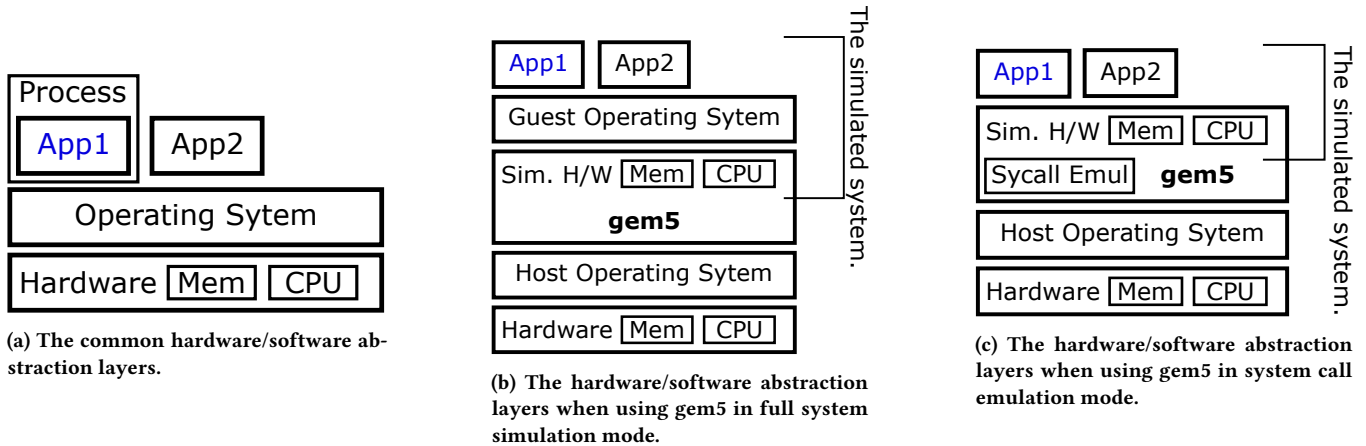 Process
App1 App2
Operating Sytem
Hardware Mem CPU
(a) The common hardware/software ab-
straction layers.
App1 App2
Guest Operating Sytem
Sim. H/W Mem CPU
gem5
Host Operating Sytem
Hardware Mem CPU
The simulated system.
(b) The hardware/software abstraction
layers when using gem5 in full system
simulation mode.
App1 App2
Sim. H/W Mem CPU
Sycall Emul gem5
Host Operating Sytem
Hardware Mem CPU
The simulated system.
(c) The hardware/software abstraction
layers when using gem5 in system call
emulation mode.